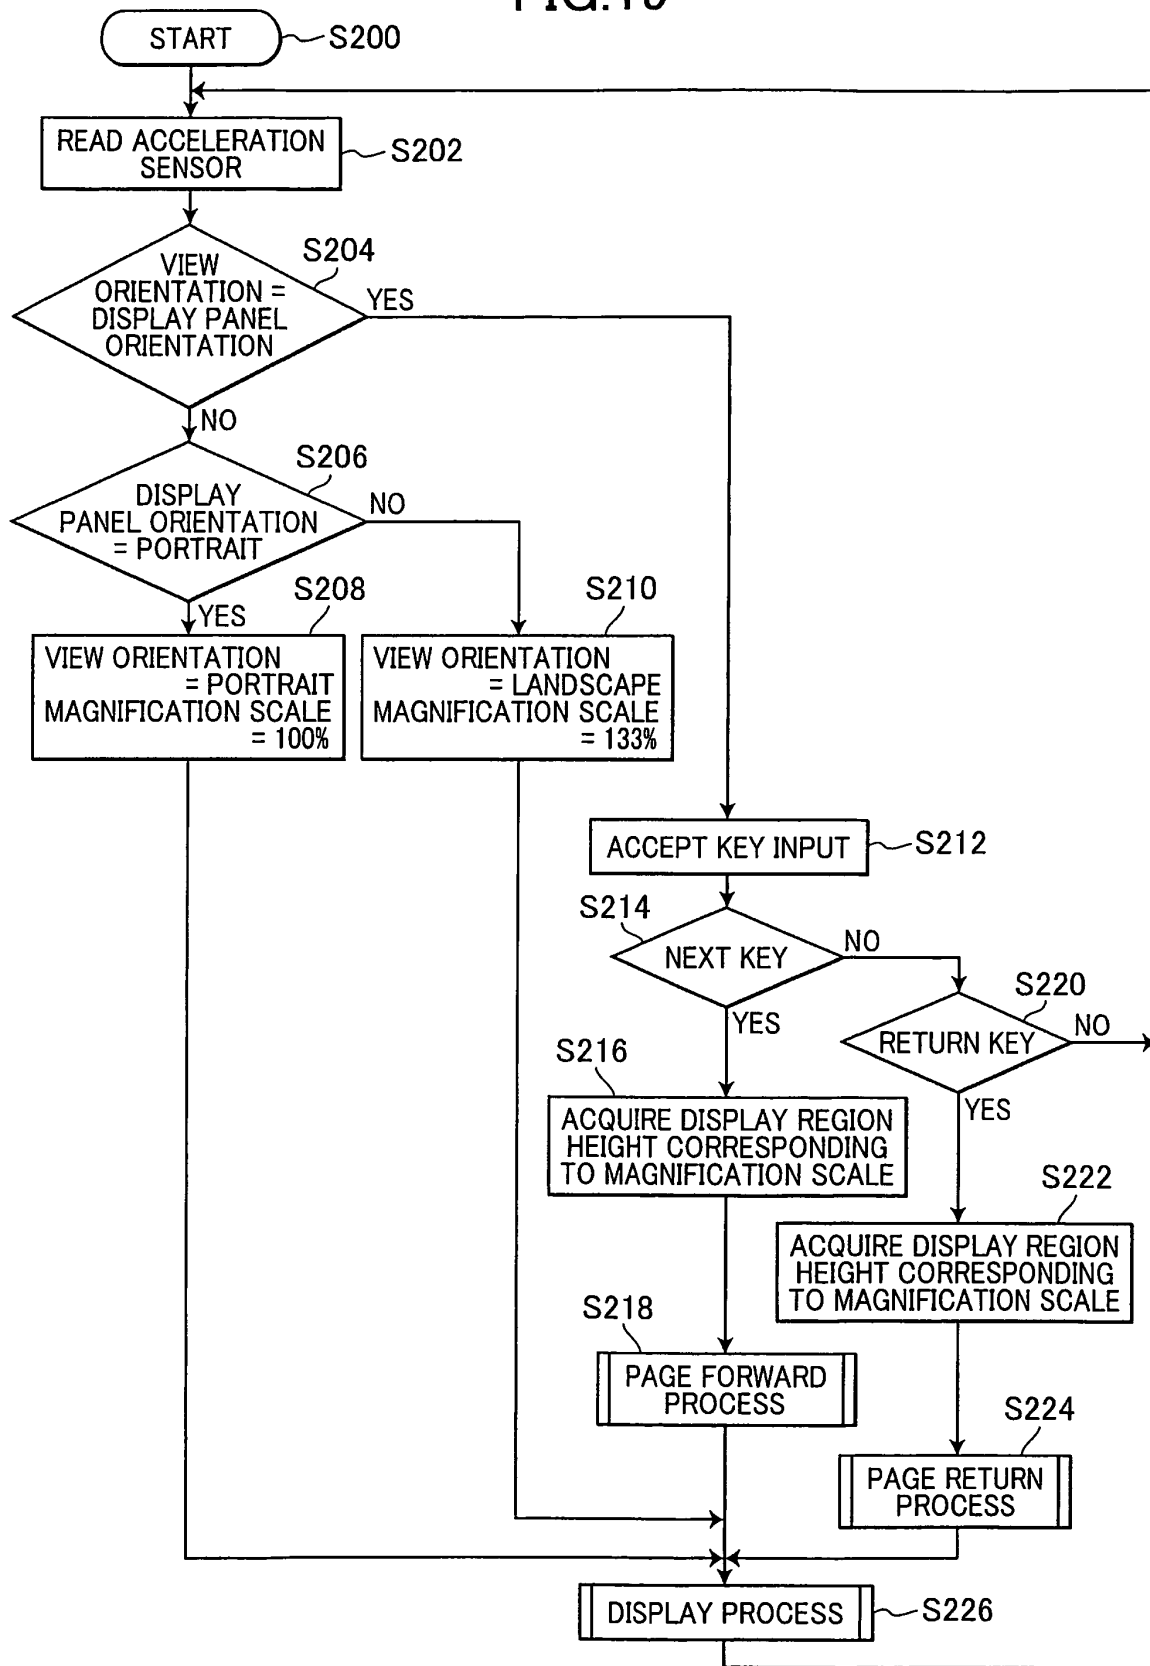 START
S200
READ ACCELERATION
SENSOR
S202
S204
VIEW
ORIENTATION =
DISPLAY PANEL
ORIENTATION
YES
NO
S206
DISPLAY
PANEL ORIENTATION
= PORTRAIT
NO
YES
S208
VIEW ORIENTATION
= PORTRAIT
MAGNIFICATION SCALE
= 100%
S210
VIEW ORIENTATION
= LANDSCAPE
MAGNIFICATION SCALE
= 133%
ACCEPT KEY INPUT
S212
S214
NEXT KEY
NO
YES
S220
RETURN KEY
NO
YES
S216
ACQUIRE DISPLAY REGION
HEIGHT CORRESPONDING
TO MAGNIFICATION SCALE
S222
ACQUIRE DISPLAY REGION
HEIGHT CORRESPONDING
TO MAGNIFICATION SCALE
S218
PAGE FORWARD
PROCESS
S224
PAGE RETURN
PROCESS
DISPLAY PROCESS
S226